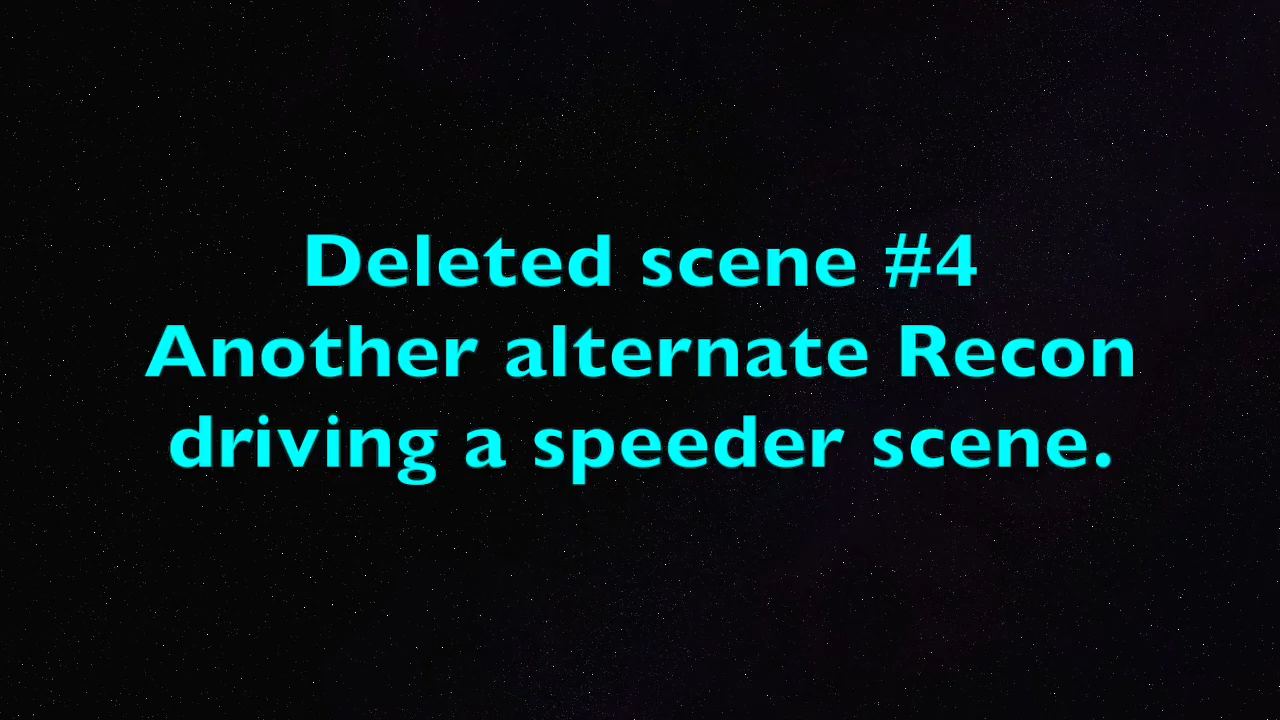 Deleted scene #4
Another alternate Recon
driving a speeder scene.